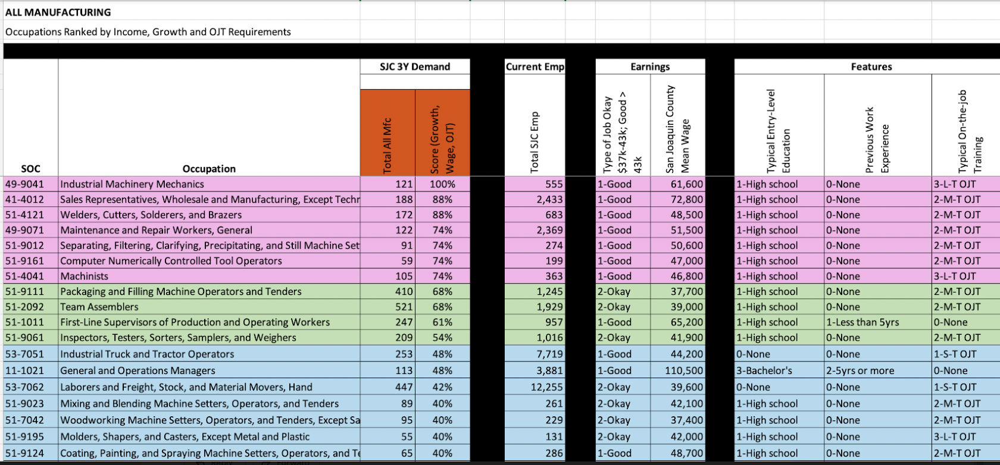 ALL MANUFACTURING
Occupations Ranked by Income, Growth and OJT Requirements
SJC 3Y Demand Current Emp Earnings Features
SOC Occupation Total All Mfc Score (Growth, Wage, OJT) Total SJC Emp Type of Job Okay $37k-43k; Good > 43k San Joaquin County Mean Wage Typical Entry-Level Education Previous Work Experience Typical On-the-job Training
49-9041 Industrial Machinery Mechanics 121 100% 555 1-Good 61,600 1-High school 0-None 3-L-T OJT
41-4012 Sales Representatives, Wholesale and Manufacturing, Except Techr 188 88% 2,433 1-Good 72,800 1-High school 0-None 2-M-T OJT
51-4121 Welders, Cutters, Solderers, and Brazers 172 88% 683 1-Good 48,500 1-High school 0-None 2-M-T OJT
49-9071 Maintenance and Repair Workers, General 122 74% 2,369 1-Good 51,500 1-High school 0-None 2-M-T OJT
51-9012 Separating, Filtering, Clarifying, Precipitating, and Still Machine Set 91 74% 274 1-Good 50,600 1-High school 0-None 2-M-T OJT
51-9161 Computer Numerically Controlled Tool Operators 59 74% 199 1-Good 47,000 1-High school 0-None 2-M-T OJT
51-4041 Machinists 105 74% 363 1-Good 46,800 1-High school 0-None 3-L-T OJT
51-9111 Packaging and Filling Machine Operators and Tenders 410 68% 1,245 2-Okay 37,700 1-High school 0-None 2-M-T OJT
51-2092 Team Assemblers 521 68% 1,929 2-Okay 39,000 1-High school 0-None 2-M-T OJT
51-1011 First-Line Supervisors of Production and Operating Workers 247 61% 957 1-Good 65,200 1-High school 1-Less than 5yrs 0-None
51-9061 Inspectors, Testers, Sorters, Samplers, and Weighers 209 54% 1,016 2-Okay 41,900 1-High school 0-None 2-M-T OJT
53-7051 Industrial Truck and Tractor Operators 253 48% 7,719 1-Good 44,200 0-None 0-None 1-S-T OJT
11-1021 General and Operations Managers 113 48% 3,881 1-Good 110,500 3-Bachelor's 2-5yrs or more 0-None
53-7062 Laborers and Freight, Stock, and Material Movers, Hand 447 42% 12,255 2-Okay 39,600 0-None 0-None 1-S-T OJT
51-9023 Mixing and Blending Machine Setters, Operators, and Tenders 89 40% 261 2-Okay 42,100 1-High school 0-None 2-M-T OJT
51-7042 Woodworking Machine Setters, Operators, and Tenders, Except Sa 95 40% 229 2-Okay 37,400 1-High school 0-None 2-M-T OJT
51-9195 Molders, Shapers, and Casters, Except Metal and Plastic 55 40% 131 2-Okay 42,000 1-High school 0-None 3-L-T OJT
51-9124 Coating, Painting, and Spraying Machine Setters, Operators, and Te 65 40% 286 1-Good 48,700 1-High school 0-None 2-M-T OJT